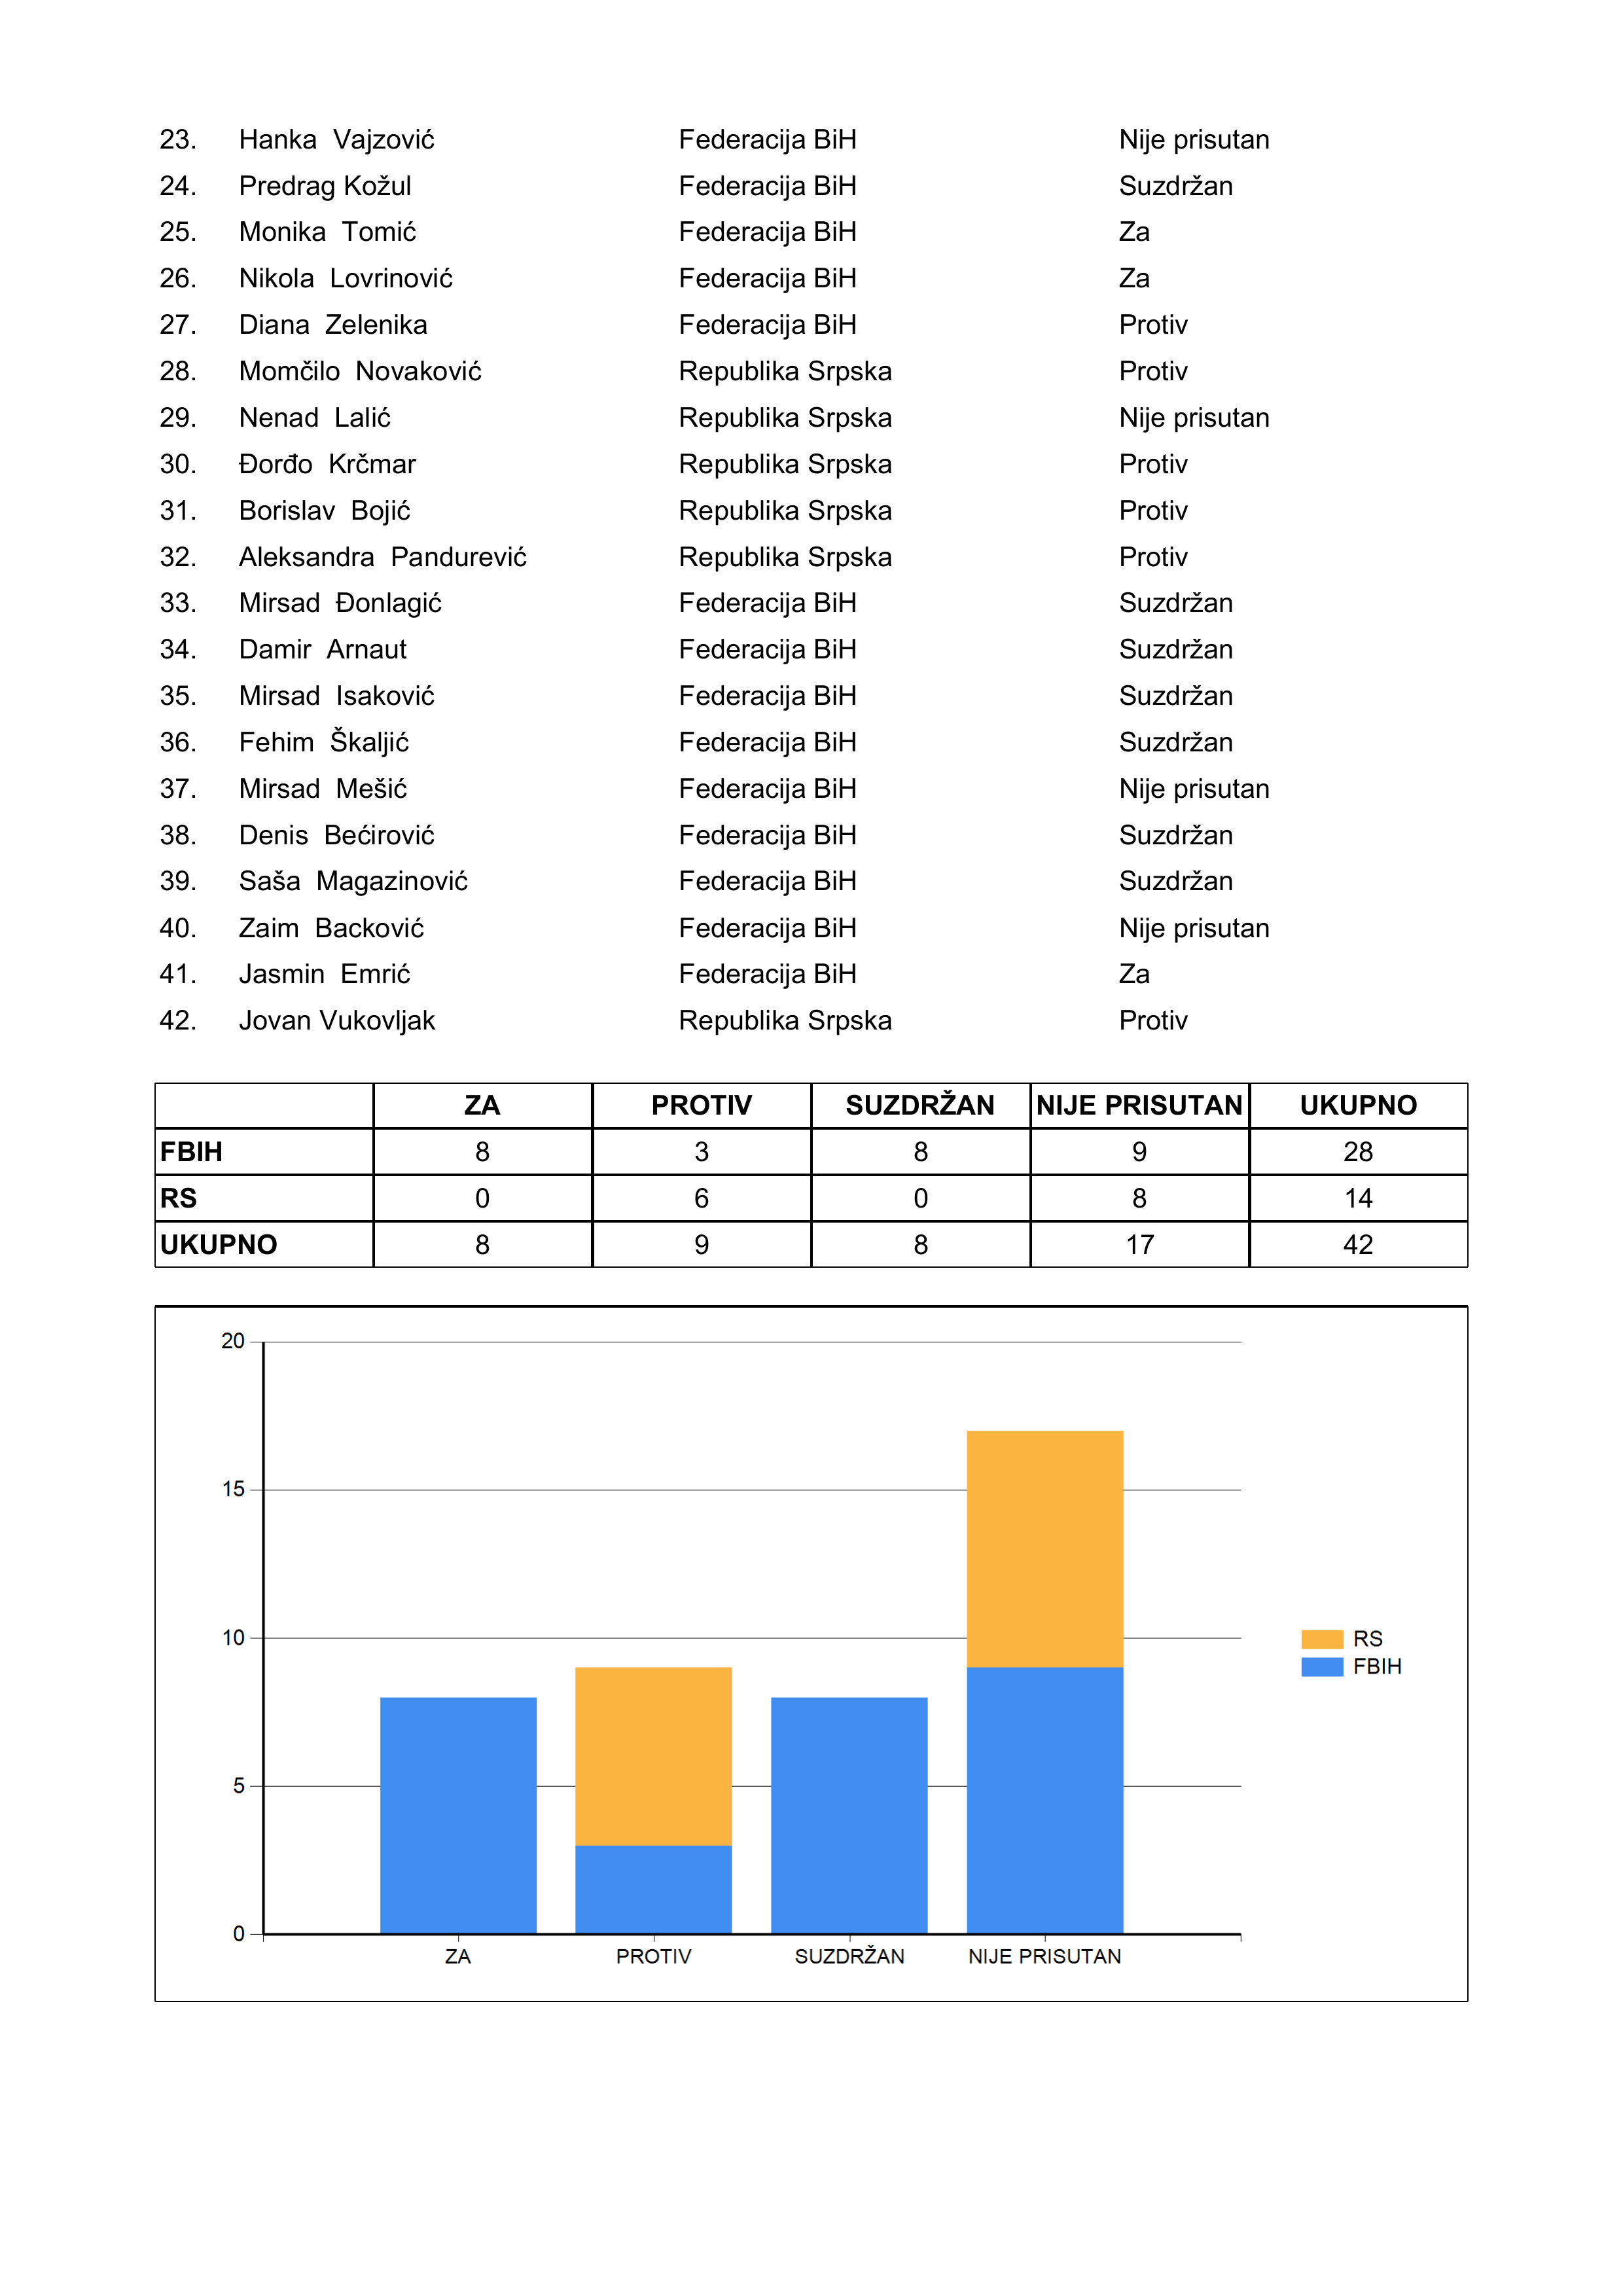 23. Hanka Vajzović Federacija BiH Nije prisutan
24. Predrag Kožul Federacija BiH Suzdržan
25. Monika Tomić Federacija BiH Za
26. Nikola Lovrinović Federacija BiH Za
27. Diana Zelenika Federacija BiH Protiv
28. Momčilo Novaković Republika Srpska Protiv
29. Nenad Lalić Republika Srpska Nije prisutan
30. Đorđo Krčmar Republika Srpska Protiv
31. Borislav Bojić Republika Srpska Protiv
32. Aleksandra Pandurević Republika Srpska Protiv
33. Mirsad Đonlagić Federacija BiH Suzdržan
34. Damir Arnaut Federacija BiH Suzdržan
35. Mirsad Isaković Federacija BiH Suzdržan
36. Fehim Škaljić Federacija BiH Suzdržan
37. Mirsad Mešić Federacija BiH Nije prisutan
38. Denis Bećirović Federacija BiH Suzdržan
39. Saša Magazinović Federacija BiH Suzdržan
40. Zaim Backović Federacija BiH Nije prisutan
41. Jasmin Emrić Federacija BiH Za
42. Jovan Vukovljak Republika Srpska Protiv
ZA PROTIV SUZDRŽAN NIJE PRISUTAN UKUPNO
FBIH 8 3 8 9 28
RS 0 6 0 8 14
UKUPNO 8 9 8 17 42
20
15
10
5
0
ZA PROTIV SUZDRŽAN NIJE PRISUTAN
RS
FBIH